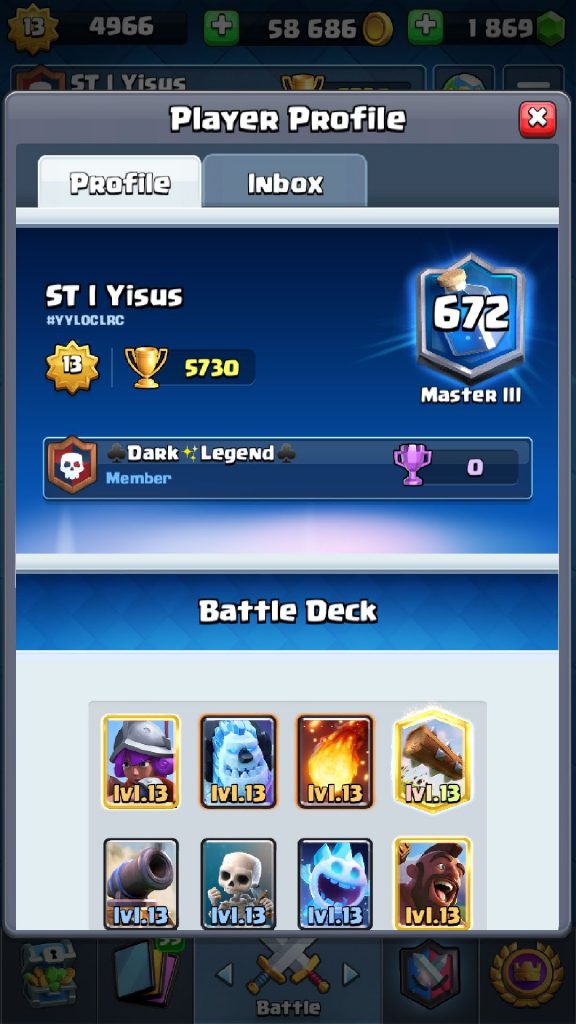 13 4966 58 686 1 869
ST | Yisus
Player Profile
Profile Inbox
ST | Yisus
#YYL0CLRC
13 5730
672
Master III
♣Dark✨Legend♣
Member
0
Battle Deck
lvl.13 lvl.13 lvl.13 lvl.13
lvl.13 lvl.13 lvl.13 lvl.13
Battle